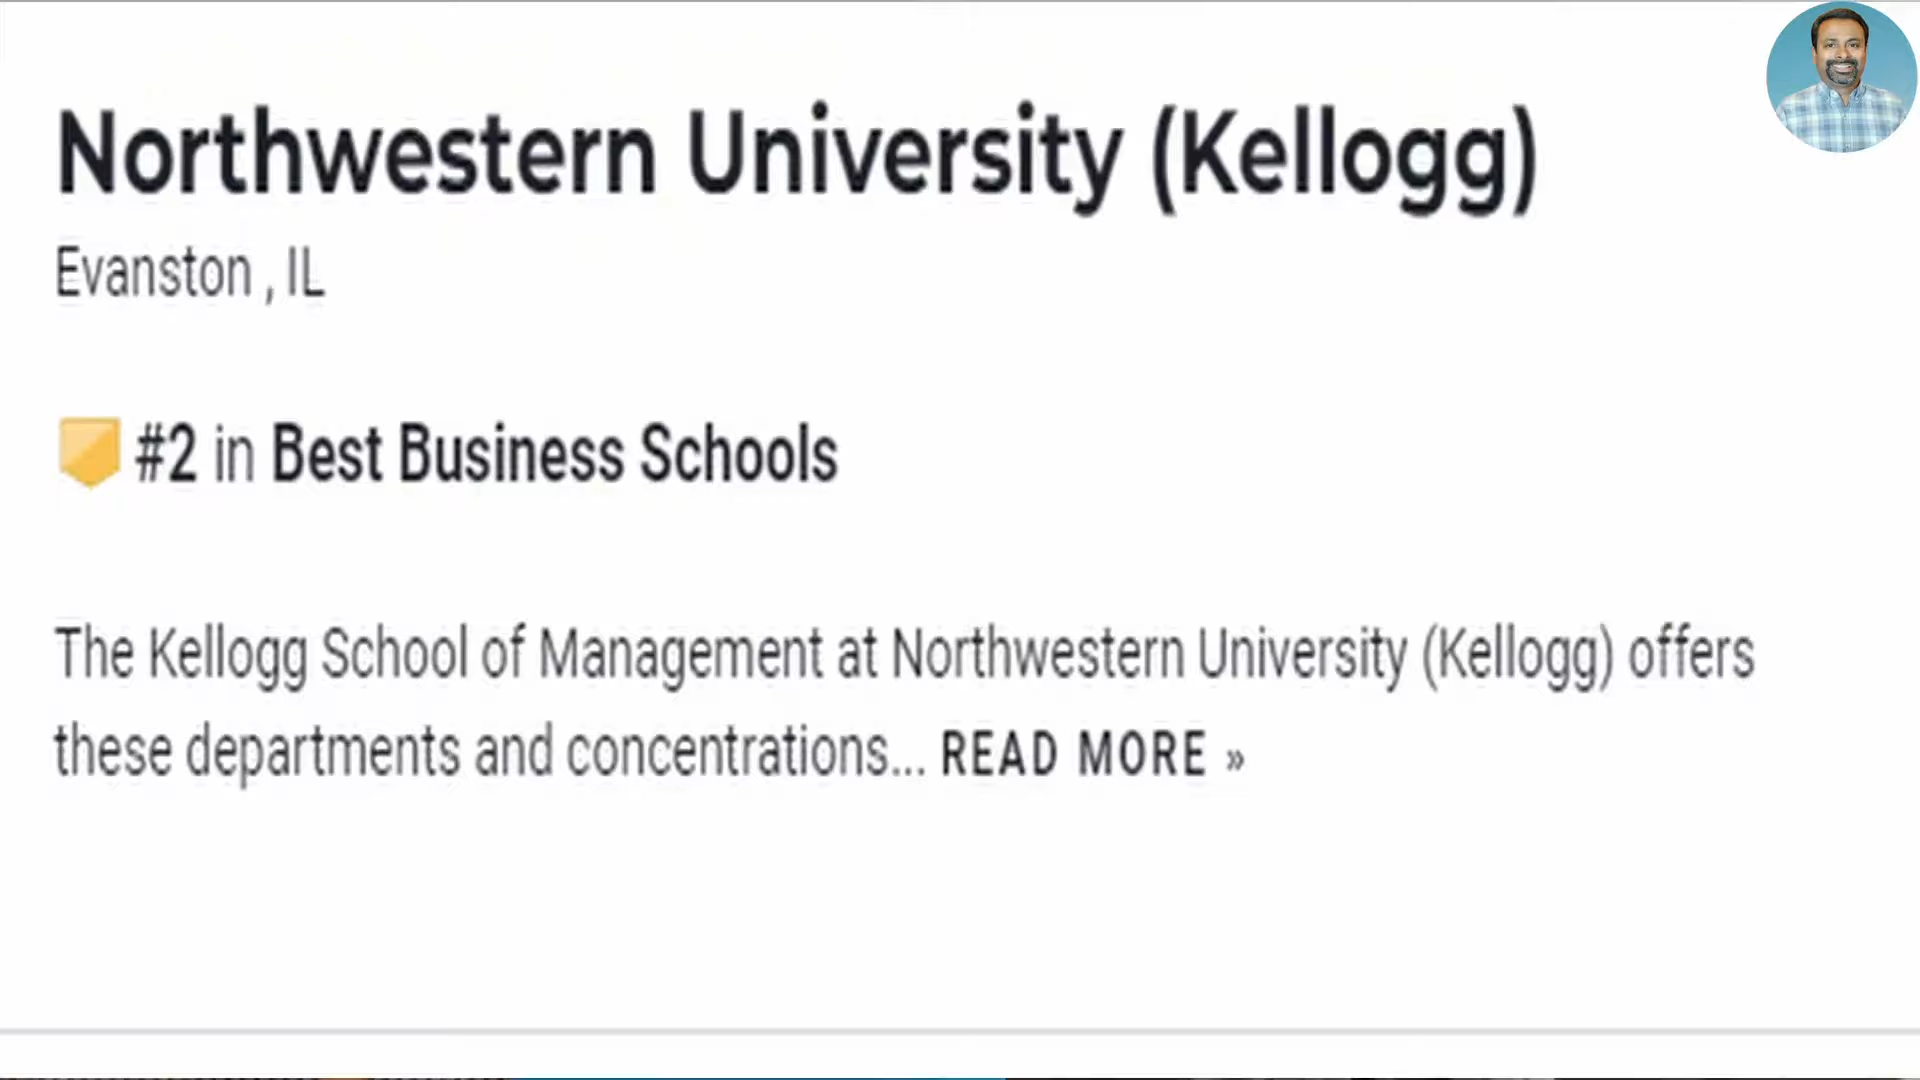 Northwestern University (Kellogg)
Evanston , IL
#2 in Best Business Schools
The Kellogg School of Management at Northwestern University (Kellogg) offers
these departments and concentrations... READ MORE »